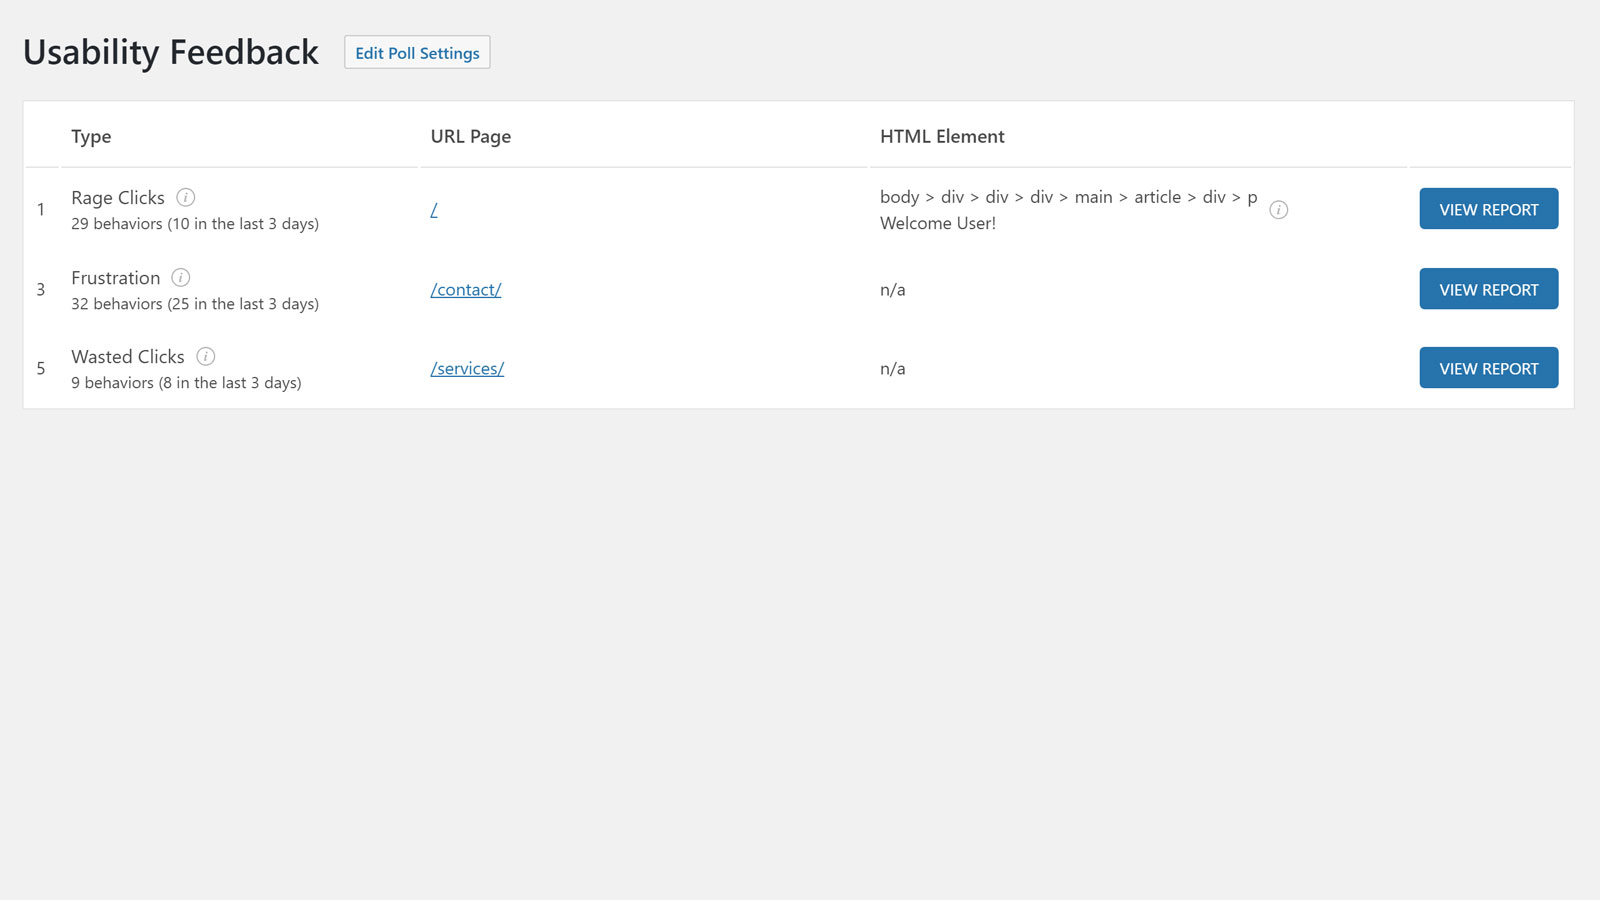 Usability Feedback
Edit Poll Settings
Type
URL Page
HTML Element
1
Rage Clicks
29 behaviors (10 in the last 3 days)
/
body > div > div > div > main > article > div > p
Welcome User!
VIEW REPORT
3
Frustration
32 behaviors (25 in the last 3 days)
/contact/
n/a
VIEW REPORT
5
Wasted Clicks
9 behaviors (8 in the last 3 days)
/services/
n/a
VIEW REPORT